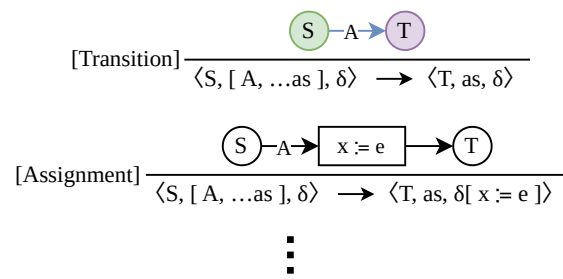 S A T
[Transition]
⟨S, [ A, …as ], δ⟩ ⟶ ⟨T, as, δ⟩
S A x := e T
[Assignment]
⟨S, [ A, …as ], δ⟩ ⟶ ⟨T, as, δ[ x := e ]⟩
⋮